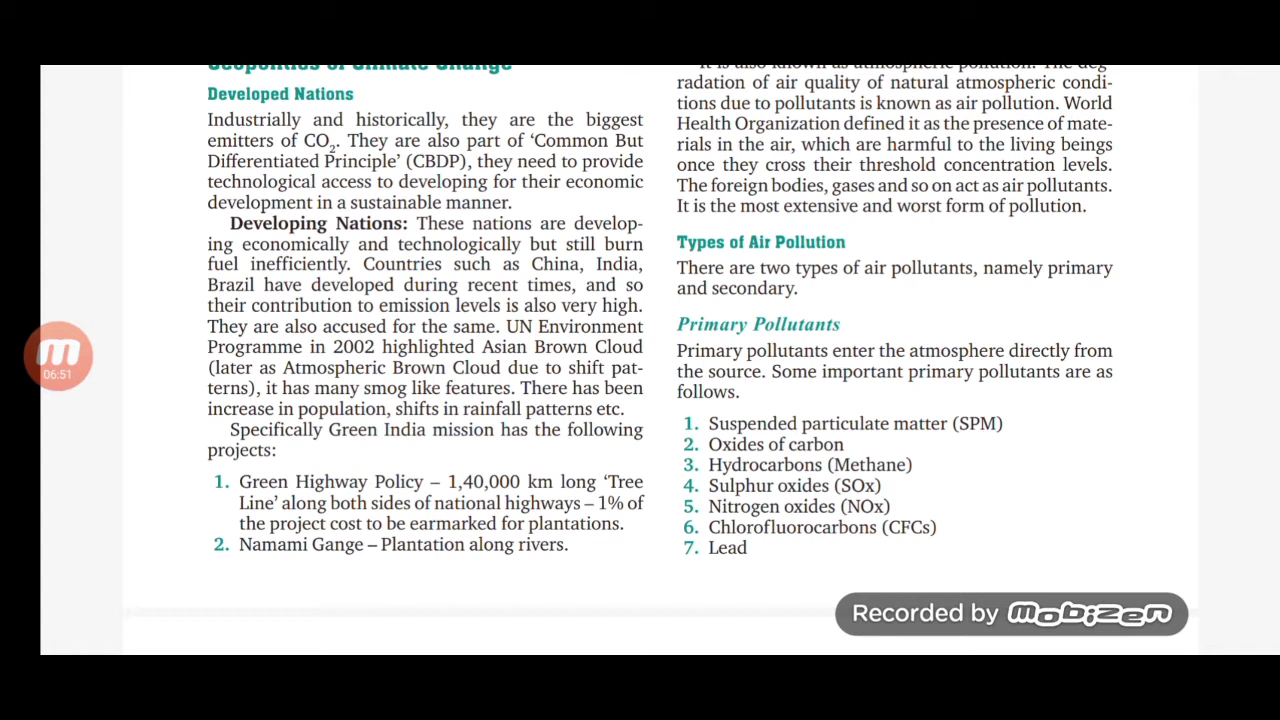 Geopolitics of Climate Change
Developed Nations
Industrially and historically, they are the biggest
emitters of CO2. They are also part of ‘Common But
Differentiated Principle’ (CBDP), they need to provide
technological access to developing for their economic
development in a sustainable manner.
Developing Nations: These nations are develop-
ing economically and technologically but still burn
fuel inefficiently. Countries such as China, India,
Brazil have developed during recent times, and so
their contribution to emission levels is also very high.
They are also accused for the same. UN Environment
Programme in 2002 highlighted Asian Brown Cloud
(later as Atmospheric Brown Cloud due to shift pat-
terns), it has many smog like features. There has been
increase in population, shifts in rainfall patterns etc.
Specifically Green India mission has the following
projects:
1. Green Highway Policy – 1,40,000 km long ‘Tree
Line’ along both sides of national highways – 1% of
the project cost to be earmarked for plantations.
2. Namami Gange – Plantation along rivers.
It is also known as atmospheric pollution. The deg-
radation of air quality of natural atmospheric condi-
tions due to pollutants is known as air pollution. World
Health Organization defined it as the presence of mate-
rials in the air, which are harmful to the living beings
once they cross their threshold concentration levels.
The foreign bodies, gases and so on act as air pollutants.
It is the most extensive and worst form of pollution.
Types of Air Pollution
There are two types of air pollutants, namely primary
and secondary.
Primary Pollutants
Primary pollutants enter the atmosphere directly from
the source. Some important primary pollutants are as
follows.
1. Suspended particulate matter (SPM)
2. Oxides of carbon
3. Hydrocarbons (Methane)
4. Sulphur oxides (SOx)
5. Nitrogen oxides (NOx)
6. Chlorofluorocarbons (CFCs)
7. Lead
06:51
Recorded by mobizen